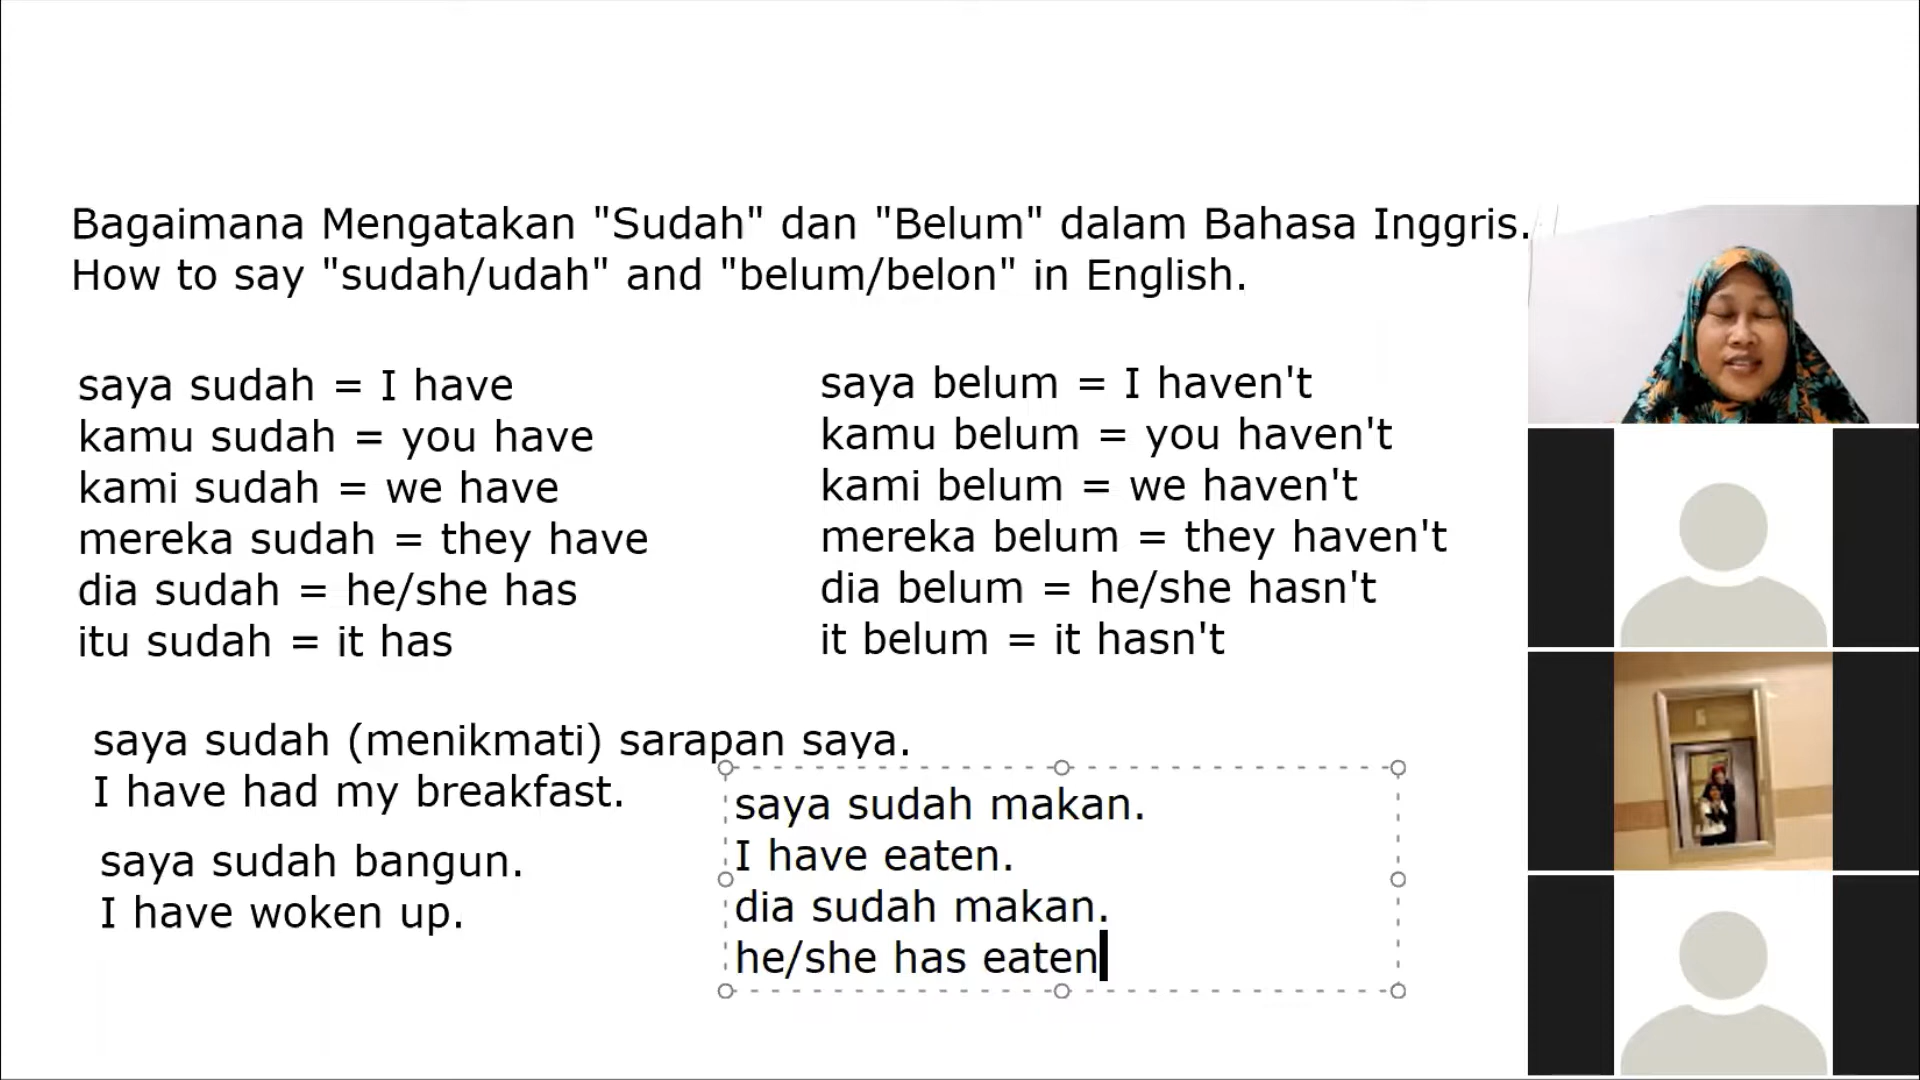 Bagaimana Mengatakan "Sudah" dan "Belum" dalam Bahasa Inggris.
How to say "sudah/udah" and "belum/belon" in English.
saya sudah = I have
kamu sudah = you have
kami sudah = we have
mereka sudah = they have
dia sudah = he/she has
itu sudah = it has
saya belum = I haven't
kamu belum = you haven't
kami belum = we haven't
mereka belum = they haven't
dia belum = he/she hasn't
it belum = it hasn't
saya sudah (menikmati) sarapan saya.
I have had my breakfast.
saya sudah bangun.
I have woken up.
saya sudah makan.
I have eaten.
dia sudah makan.
he/she has eaten